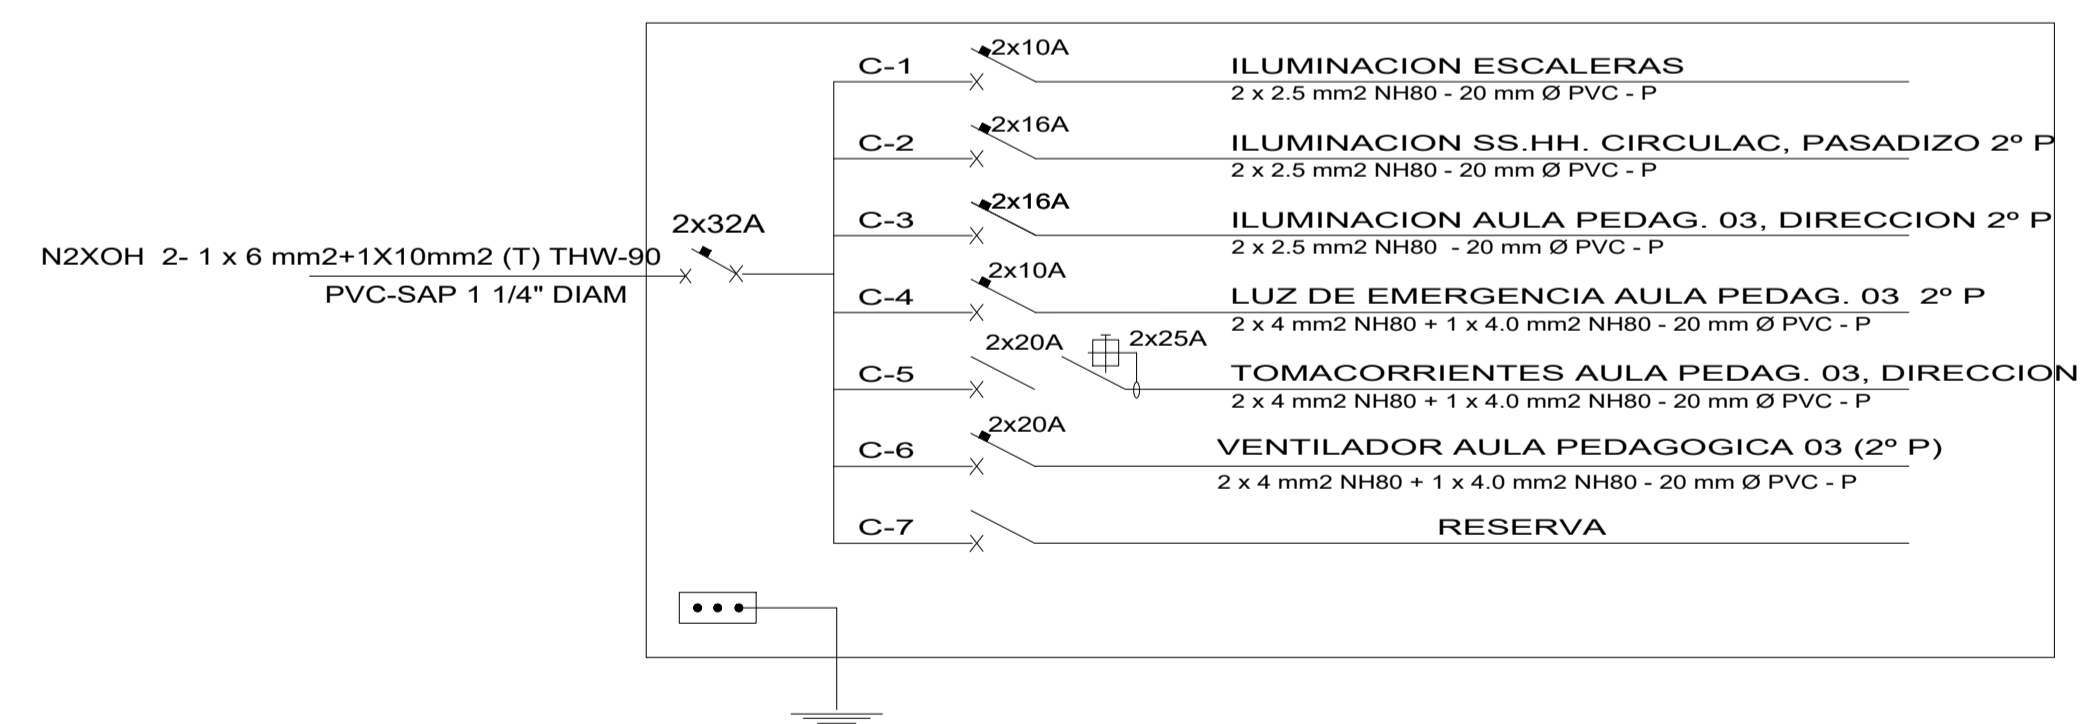 N2XOH  2- 1 x 6 mm2+1X10mm2 (T) THW-90
PVC-SAP 1 1/4" DIAM
2x32A
C-1
2x10A
ILUMINACION ESCALERAS
2 x 2.5 mm2 NH80 - 20 mm Ø PVC - P
C-2
2x16A
ILUMINACION SS.HH. CIRCULAC, PASADIZO 2º P
2 x 2.5 mm2 NH80 - 20 mm Ø PVC - P
C-3
2x16A
ILUMINACION AULA PEDAG. 03, DIRECCION 2º P
2 x 2.5 mm2 NH80  - 20 mm Ø PVC - P
C-4
2x10A
LUZ DE EMERGENCIA AULA PEDAG. 03  2º P
2 x 4 mm2 NH80 + 1 x 4.0 mm2 NH80 - 20 mm Ø PVC - P
C-5
2x20A
2x25A
TOMACORRIENTES AULA PEDAG. 03, DIRECCION
2 x 4 mm2 NH80 + 1 x 4.0 mm2 NH80 - 20 mm Ø PVC - P
C-6
2x20A
VENTILADOR AULA PEDAGOGICA 03 (2º P)
2 x 4 mm2 NH80 + 1 x 4.0 mm2 NH80 - 20 mm Ø PVC - P
C-7
RESERVA